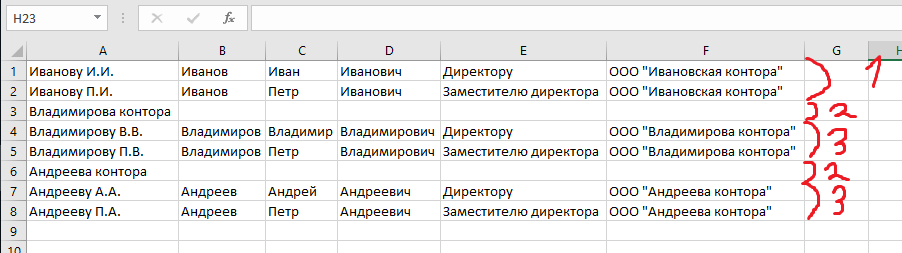 H23 fx
A B C D E F G H
1 Иванову И.И. Иванов Иван Иванович Директору ООО "Ивановская контора" 1
2 Иванову П.И. Иванов Петр Иванович Заместителю директора ООО "Ивановская контора"
3 Владимирова контора 2
4 Владимирову В.В. Владимиров Владимир Владимирович Директору ООО "Владимирова контора" 3
5 Владимирову П.В. Владимиров Петр Владимирович Заместителю директора ООО "Владимирова контора"
6 Андреева контора 2
7 Андрееву А.А. Андреев Андрей Андреевич Директору ООО "Андреева контора" 3
8 Андрееву П.А. Андреев Петр Андреевич Заместителю директора ООО "Андреева контора"
9
10